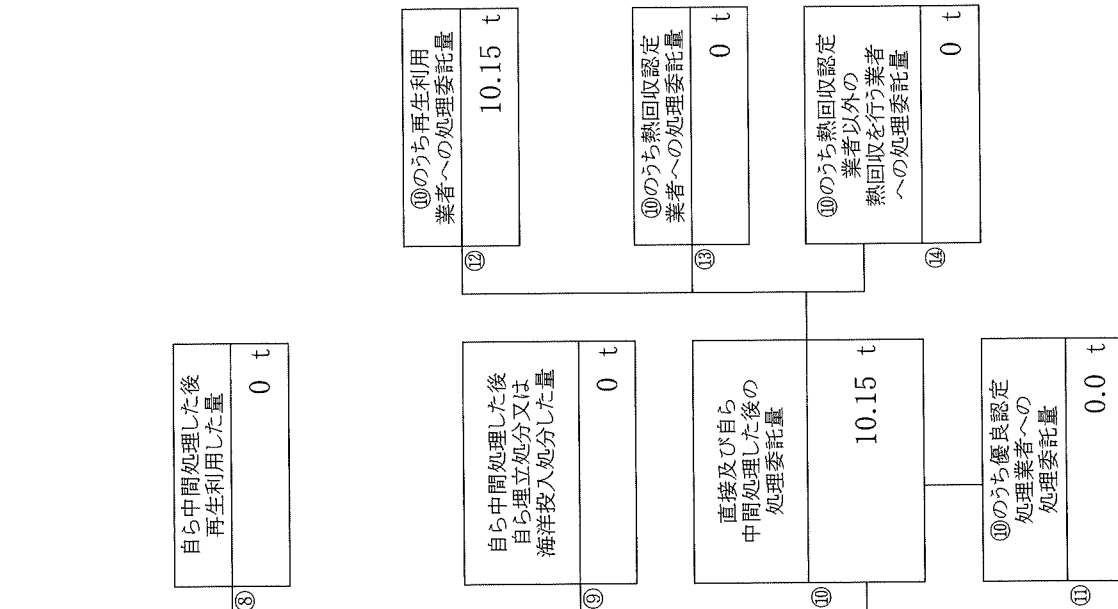 自ら中間処理した後
再生利用した量
0 t
⑧
自ら中間処理した後
自ら埋立処分又は
海洋投入処分した量
0 t
⑨
直接及び自ら
中間処理した後の
処理委託量
10.15 t
⑩
⑩のうち優良認定
処理業者への
処理委託量
0.0 t
⑪
⑩のうち再生利用
業者への処理委託量
10.15 t
⑫
⑩のうち熱回収認定
業者への処理委託量
0 t
⑬
⑩のうち熱回収認定
業者以外の
熱回収を行う業者
への処理委託量
0 t
⑭